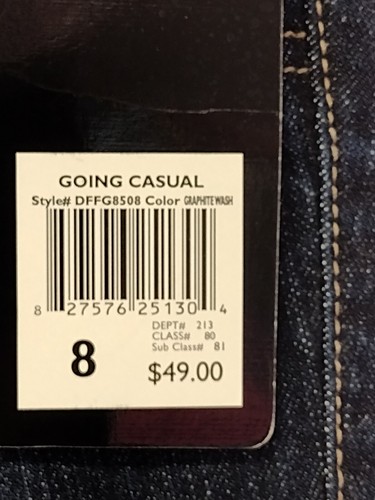 GOING CASUAL
Style# DFFG8508 Color GRAPHITEWASH
8 27576 25130 4
DEPT# 213
CLASS# 80
Sub Class# 81
8
$49.00